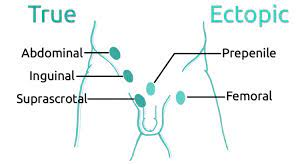 True
Ectopic
Abdominal
Inguinal
Suprascrotal
Prepenile
Femoral